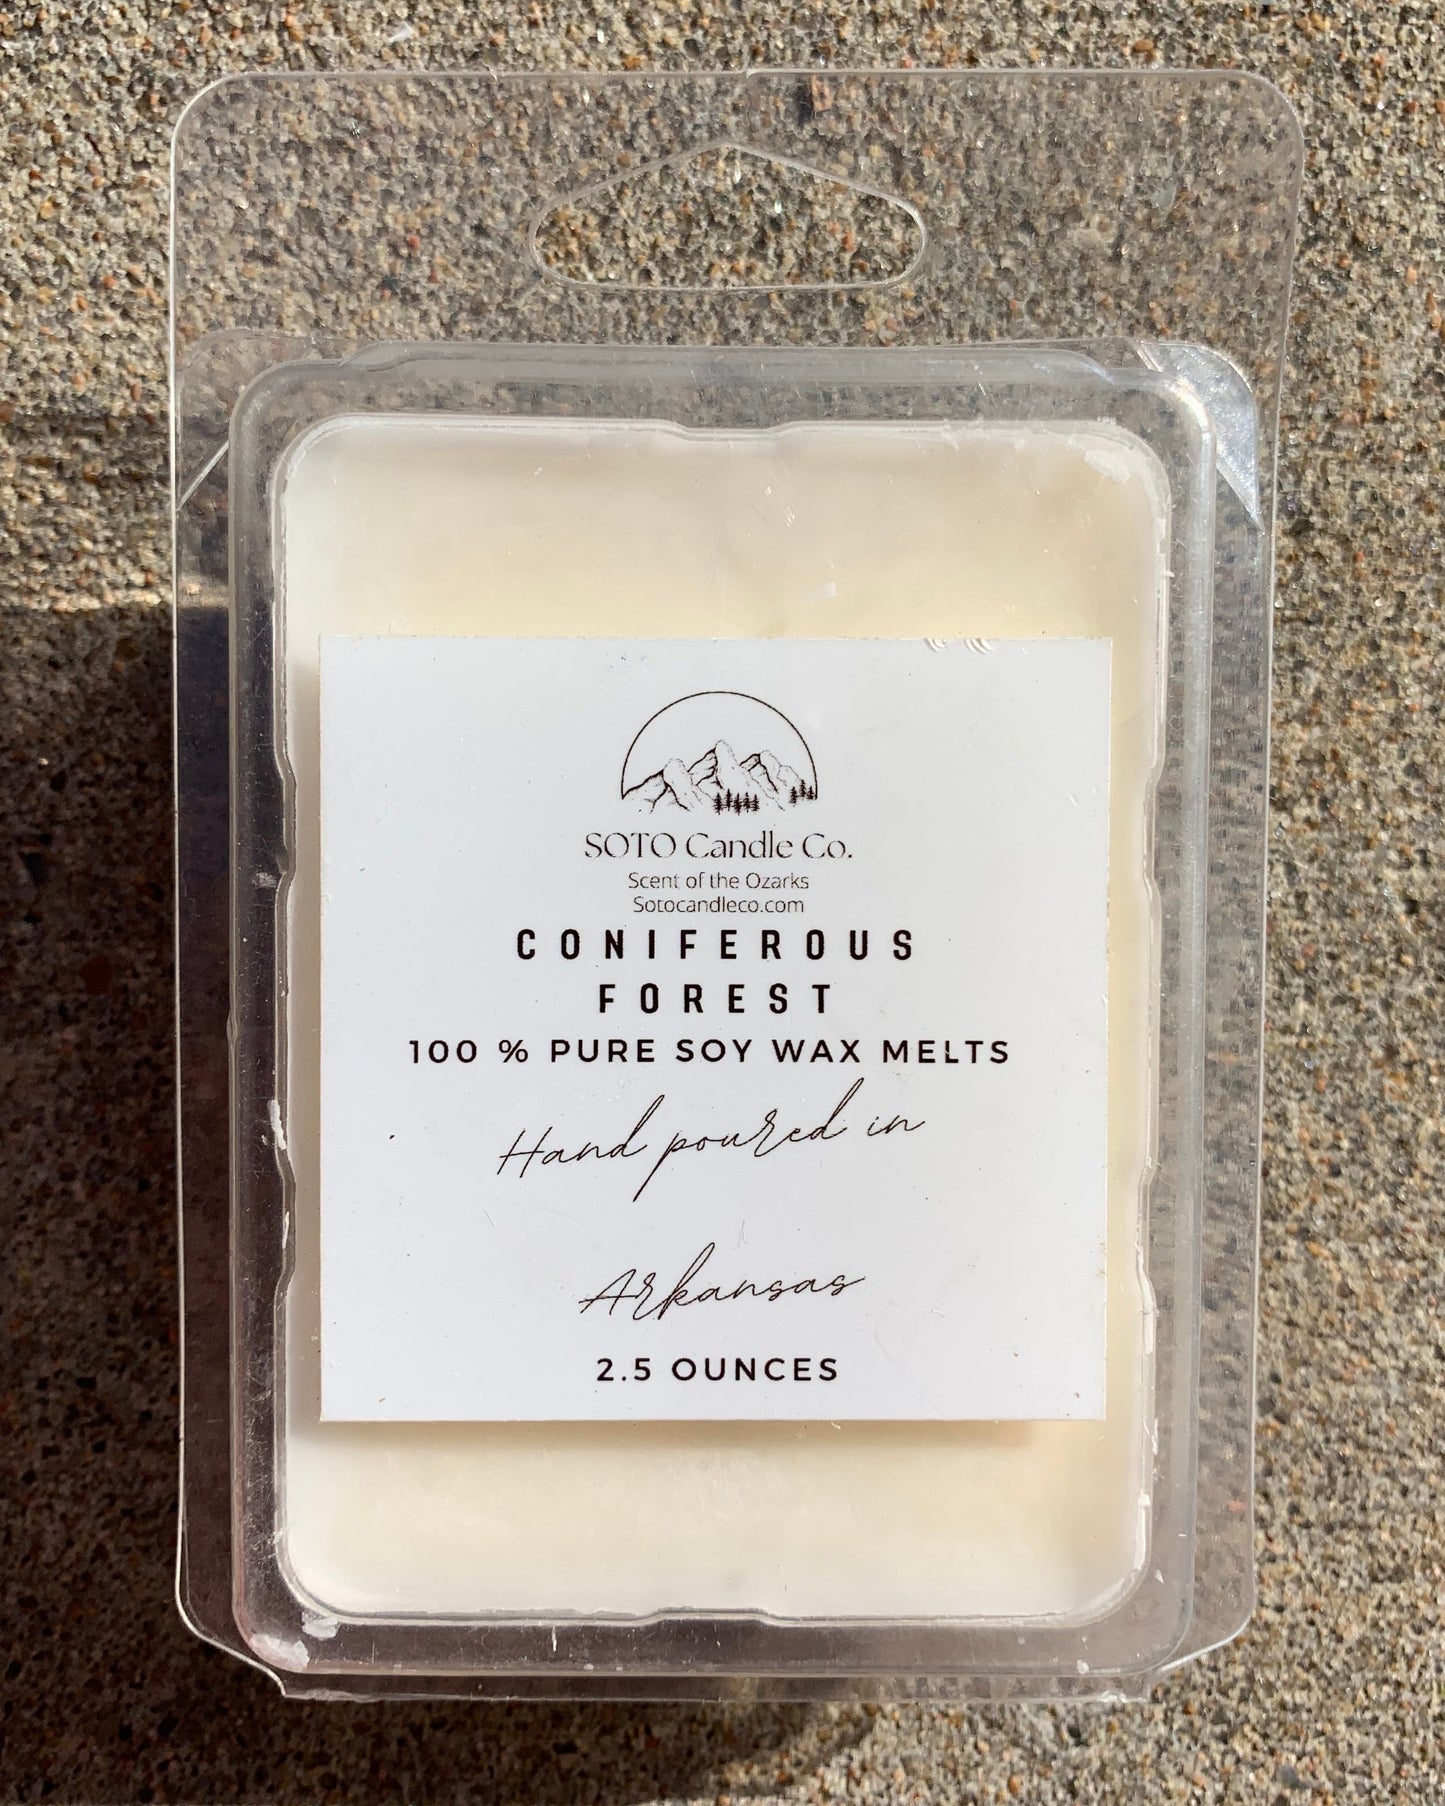 SOTO Candle Co.
Scent of the Ozarks
Sotocandleco.com
CONIFEROUS
FOREST
100 % PURE SOY WAX MELTS
Hand poured in
Arkansas
2.5 OUNCES